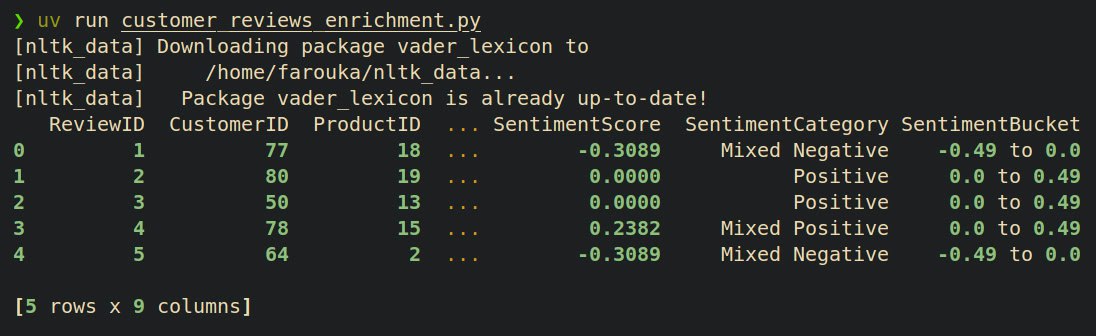 ❯ uv run customer_reviews_enrichment.py
[nltk_data] Downloading package vader_lexicon to
[nltk_data]     /home/farouka/nltk_data...
[nltk_data]   Package vader_lexicon is already up-to-date!
   ReviewID  CustomerID  ProductID  ... SentimentScore  SentimentCategory SentimentBucket
0         1          77         18  ...        -0.3089     Mixed Negative    -0.49 to 0.0
1         2          80         19  ...         0.0000           Positive     0.0 to 0.49
2         3          50         13  ...         0.0000           Positive     0.0 to 0.49
3         4          78         15  ...         0.2382     Mixed Positive     0.0 to 0.49
4         5          64          2  ...        -0.3089     Mixed Negative    -0.49 to 0.0
[5 rows x 9 columns]